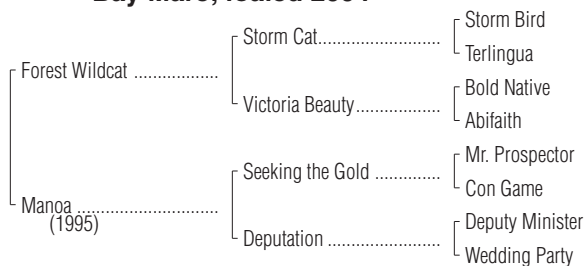 Storm Bird
Storm Cat..........................
Terlingua
Forest Wildcat ..................
Bold Native
Victoria Beauty..................
Abifaith
Mr. Prospector
Seeking the Gold ..............
Con Game
Manoa ..............................
(1995)
Deputy Minister
Deputation ........................
Wedding Party